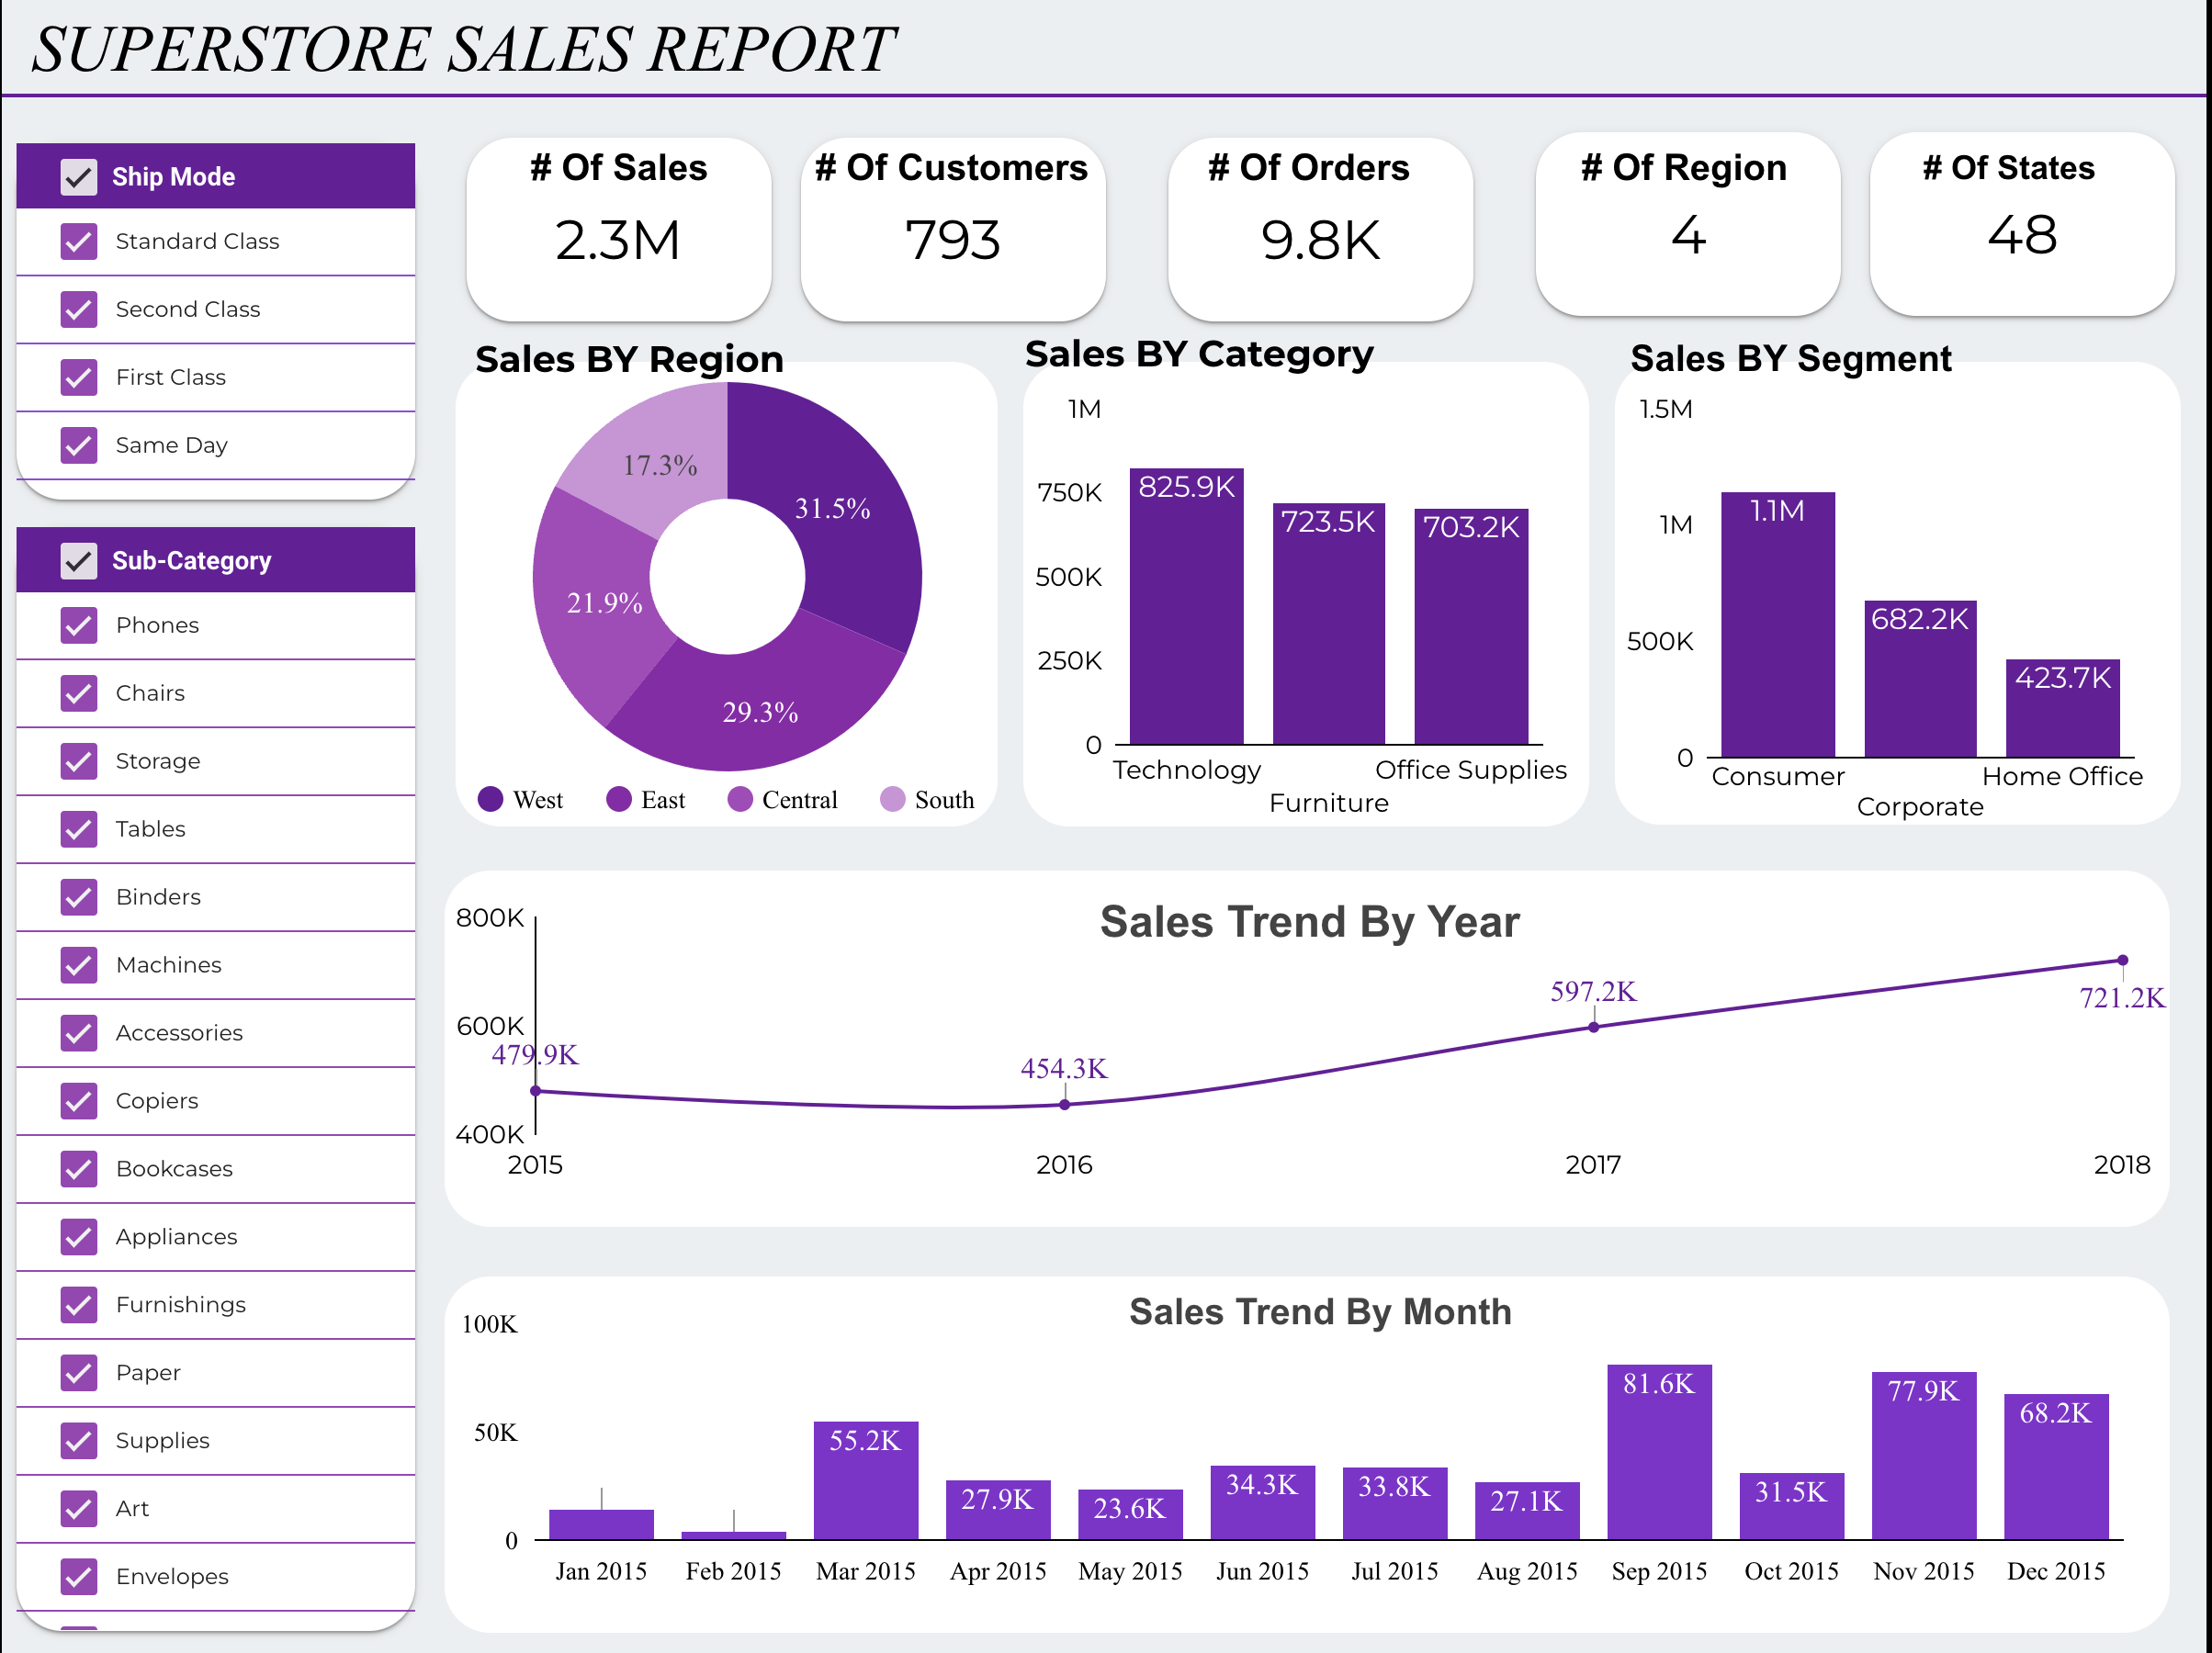 SUPERSTORE SALES REPORT
Ship Mode
Standard Class
Second Class
First Class
Same Day
Sub-Category
Phones
Chairs
Storage
Tables
Binders
Machines
Accessories
Copiers
Bookcases
Appliances
Furnishings
Paper
Supplies
Art
Envelopes
# Of Sales
2.3M
# Of Customers
793
# Of Orders
9.8K
# Of Region
4
# Of States
48
Sales BY Region
17.3%
31.5%
21.9%
29.3%
West East Central South
Sales BY Category
1M
750K
500K
250K
0
825.9K
723.5K
703.2K
Technology
Furniture
Office Supplies
Sales BY Segment
1.5M
1M
500K
0
1.1M
682.2K
423.7K
Consumer
Corporate
Home Office
Sales Trend By Year
800K
600K
400K
479.9K
454.3K
597.2K
721.2K
2015 2016 2017 2018
Sales Trend By Month
100K
50K
0
55.2K
27.9K
23.6K
34.3K
33.8K
27.1K
81.6K
31.5K
77.9K
68.2K
Jan 2015 Feb 2015 Mar 2015 Apr 2015 May 2015 Jun 2015 Jul 2015 Aug 2015 Sep 2015 Oct 2015 Nov 2015 Dec 2015